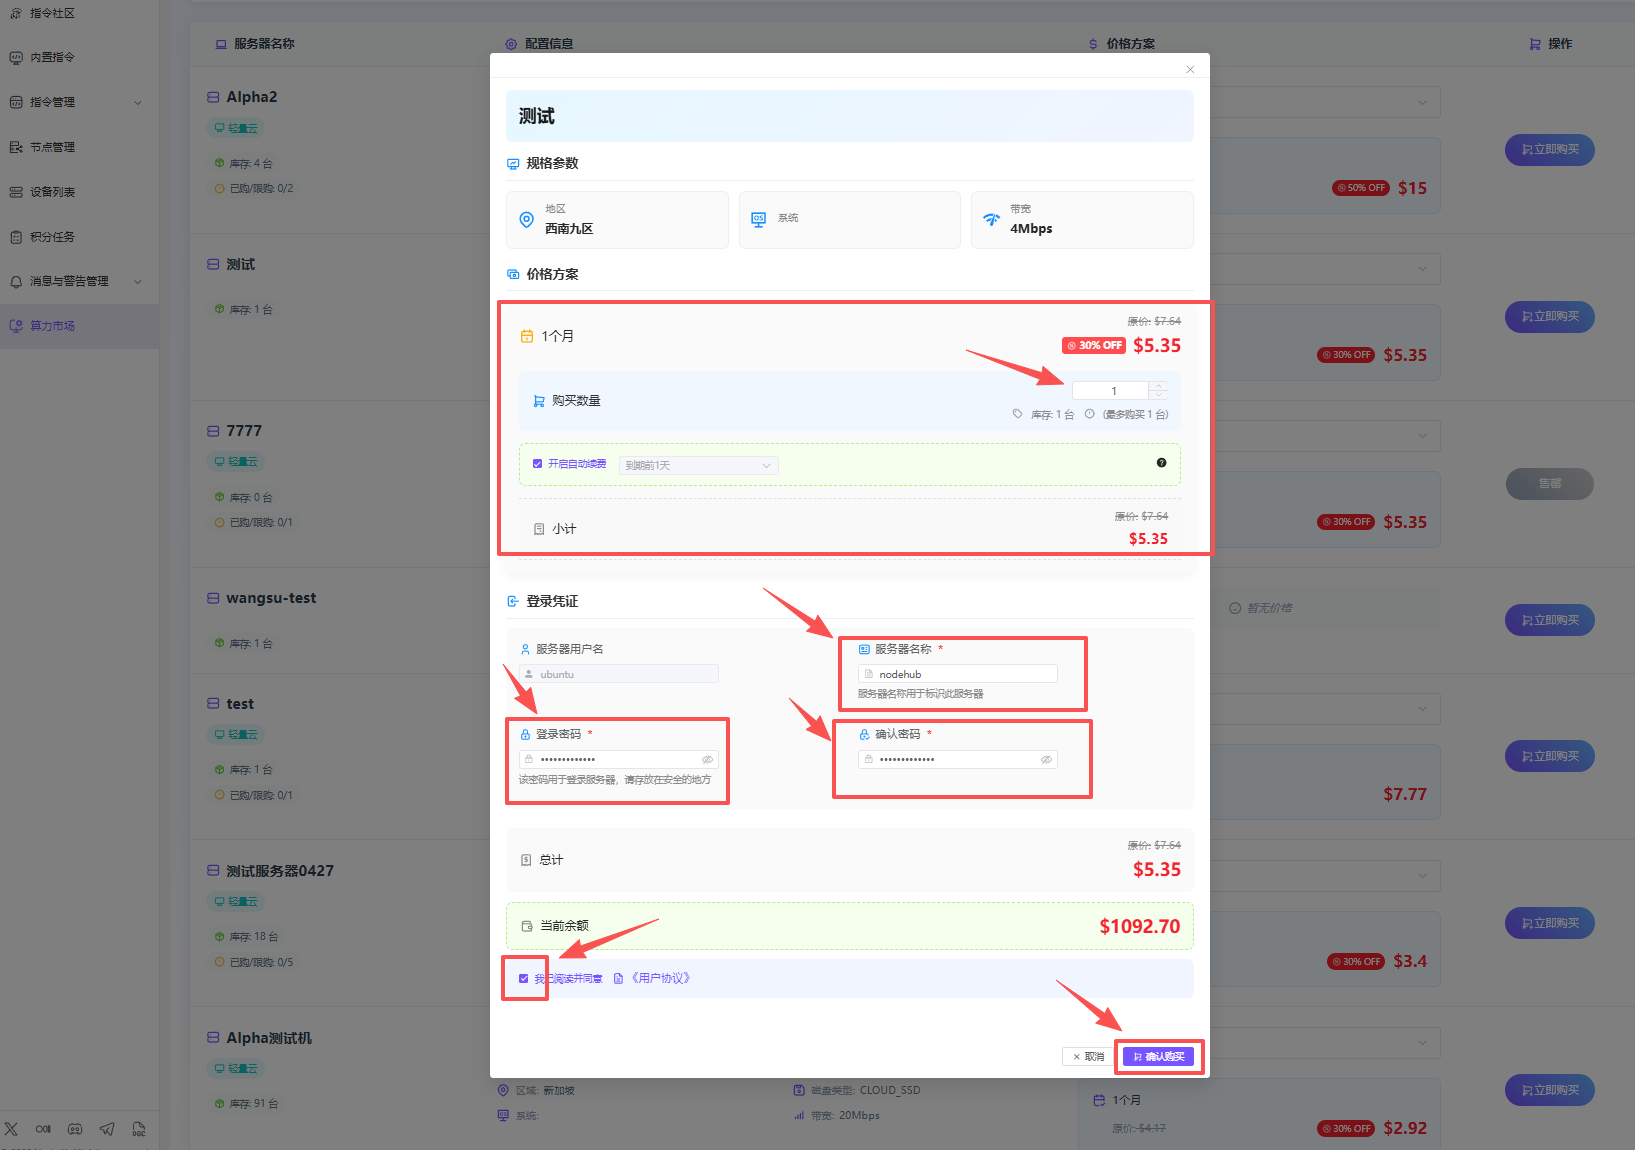 指令社区
内置指令
指令管理
节点管理
设备列表
积分任务
消息与警告管理
算力市场
服务器名称
配置信息
价格方案
操作
Alpha2
轻量云
库存: 4 台
已购/限购: 0/2
50% OFF
$15
立即购买
测试
库存: 1 台
30% OFF
$5.35
立即购买
7777
轻量云
库存: 0 台
已购/限购: 0/1
30% OFF
$5.35
售罄
wangsu-test
库存: 1 台
暂无价格
立即购买
test
轻量云
库存: 1 台
已购/限购: 0/1
$7.77
立即购买
测试服务器0427
轻量云
库存: 18 台
已购/限购: 0/5
30% OFF
$3.4
立即购买
Alpha测试机
轻量云
库存: 91 台
区域: 新加坡
磁盘类型: CLOUD_SSD
系统:
带宽: 20Mbps
1个月
原价: $4.17
30% OFF
$2.92
立即购买
测试
规格参数
地区
西南九区
系统
带宽
4Mbps
价格方案
1个月
原价: $7.64
30% OFF
$5.35
购买数量
1
库存: 1 台
(最多购买 1 台)
开启自动续费
到期前1天
小计
原价: $7.64
$5.35
登录凭证
服务器用户名
ubuntu
服务器名称 *
nodehub
服务器名称用于标识此服务器
登录密码 *
•••••••••••••
该密码用于登录服务器，请存放在安全的地方
确认密码 *
•••••••••••••
总计
原价: $7.64
$5.35
当前余额
$1092.70
我已阅读并同意
《用户协议》
取消
确认购买